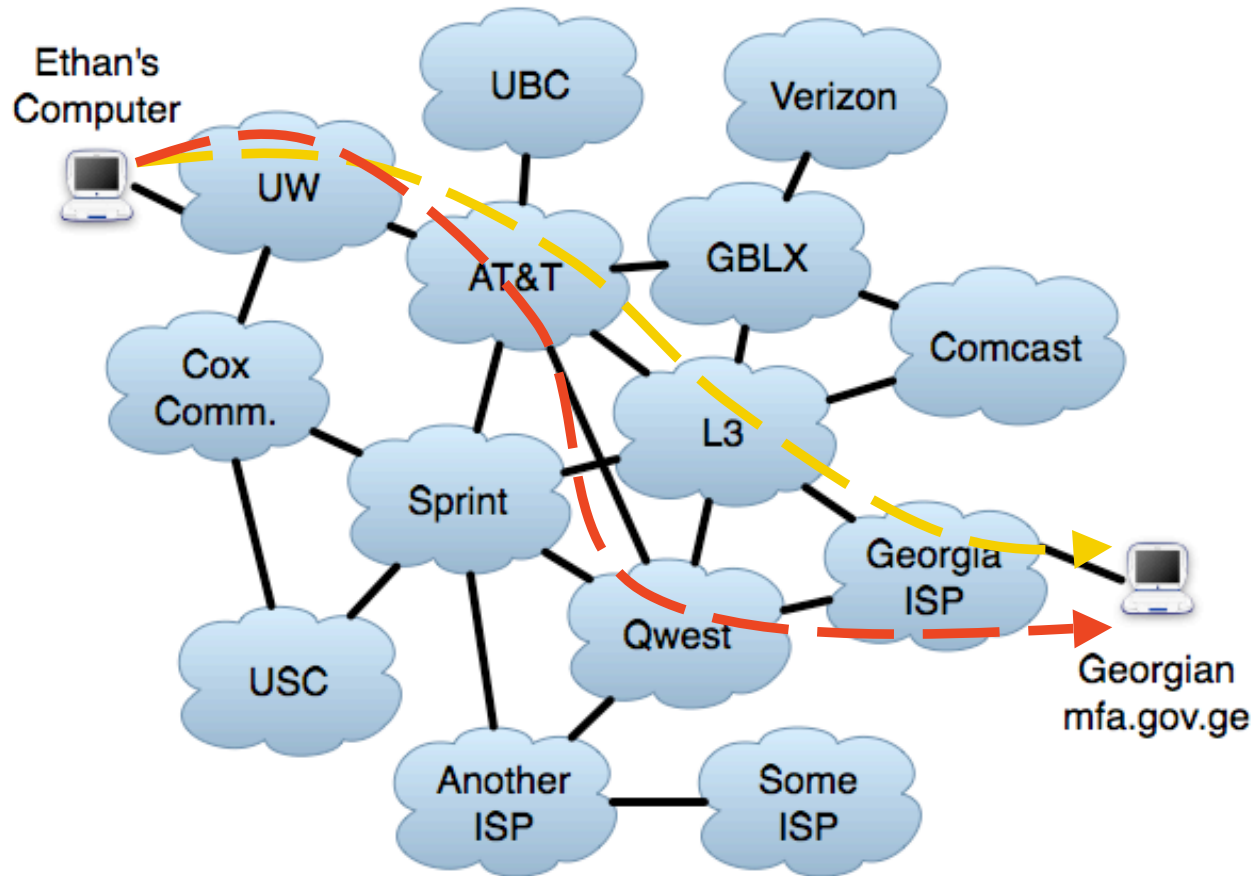 Ethan's
Computer
UBC
Verizon
UW
AT&T
GBLX
Cox
Comm.
Comcast
L3
Sprint
Georgia
ISP
Qwest
USC
Georgian
mfa.gov.ge
Another
ISP
Some
ISP